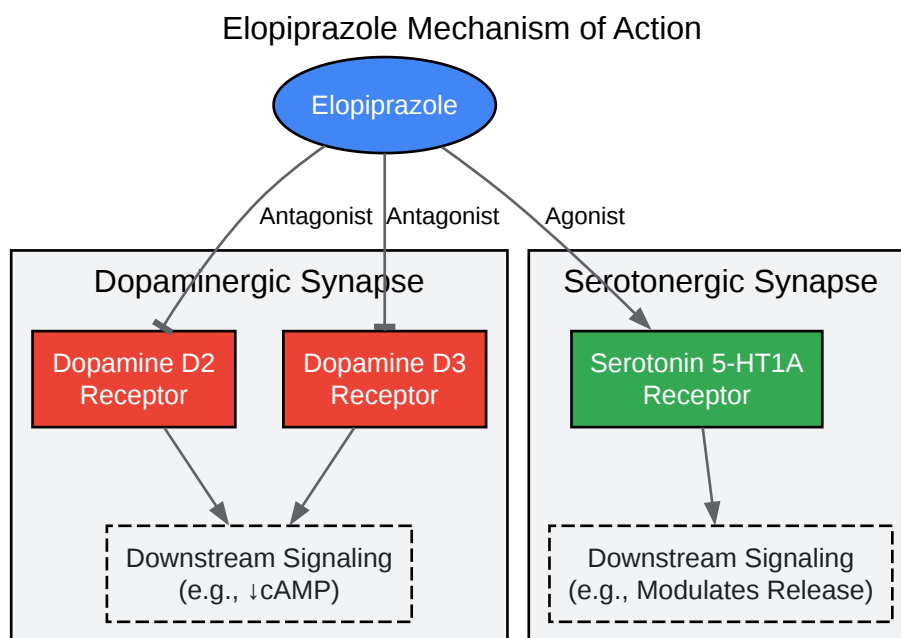 Elopiprazole Mechanism of Action
Elopiprazole
Antagonist
Antagonist
Agonist
Dopaminergic Synapse
Serotonergic Synapse
Dopamine D2
Receptor
Dopamine D3
Receptor
Serotonin 5-HT1A
Receptor
Downstream Signaling
(e.g., ↓cAMP)
Downstream Signaling
(e.g., Modulates Release)